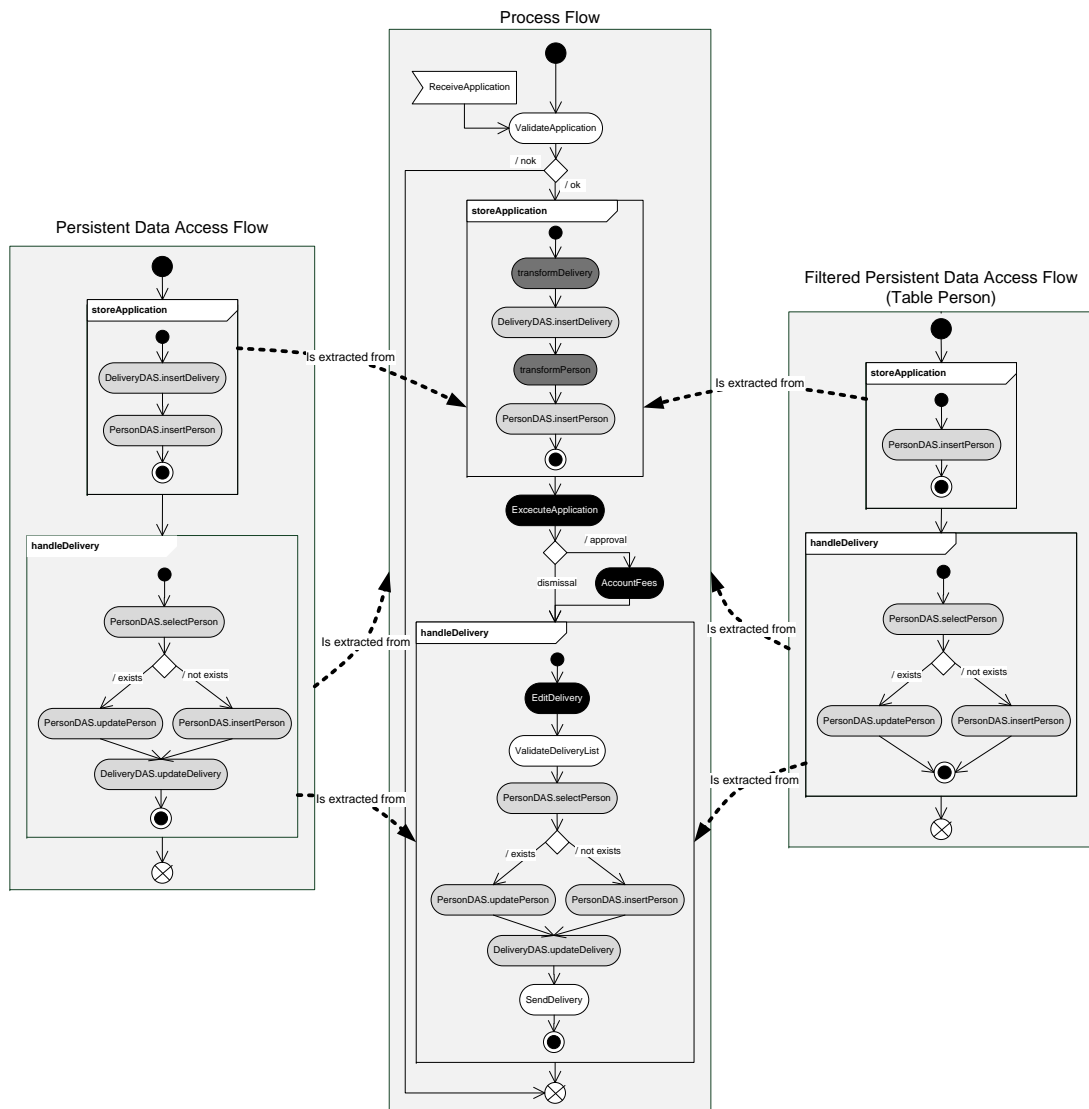 Process Flow
ReceiveApplication
ValidateApplication
/ nok
/ ok
storeApplication
transformDelivery
DeliveryDAS.insertDelivery
transformPerson
PersonDAS.insertPerson
ExcecuteApplication
/ approval
dismissal
AccountFees
handleDelivery
EditDelivery
ValidateDeliveryList
PersonDAS.selectPerson
/ exists
/ not exists
PersonDAS.updatePerson
PersonDAS.insertPerson
DeliveryDAS.updateDelivery
SendDelivery
Persistent Data Access Flow
storeApplication
DeliveryDAS.insertDelivery
PersonDAS.insertPerson
handleDelivery
PersonDAS.selectPerson
/ exists
/ not exists
PersonDAS.updatePerson
PersonDAS.insertPerson
DeliveryDAS.updateDelivery
Is extracted from
Is extracted from
Is extracted from
Filtered Persistent Data Access Flow
(Table Person)
storeApplication
PersonDAS.insertPerson
handleDelivery
PersonDAS.selectPerson
/ exists
/ not exists
PersonDAS.updatePerson
PersonDAS.insertPerson
Is extracted from
Is extracted from
Is extracted from